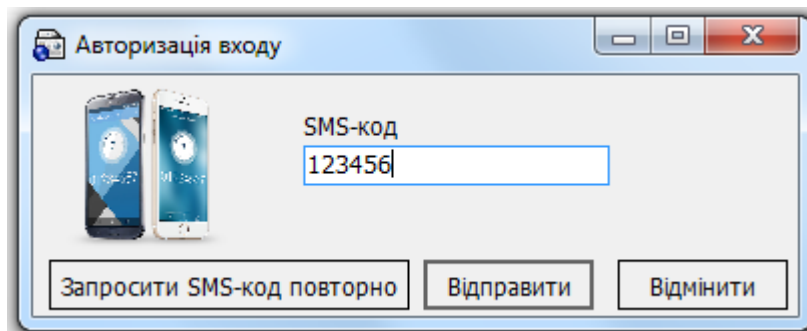 Авторизація входу
SMS-код
123456
Запросити SMS-код повторно
Відправити
Відмінити